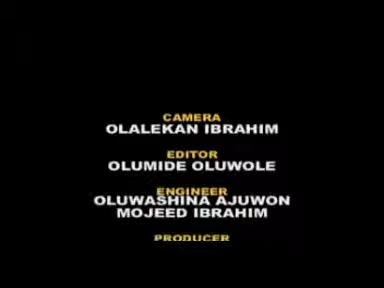 CAMERA
OLALEKAN IBRAHIM
EDITOR
OLUMIDE OLUWOLE
ENGINEER
OLUWASHINA AJUWON
MOJEED IBRAHIM
PRODUCER